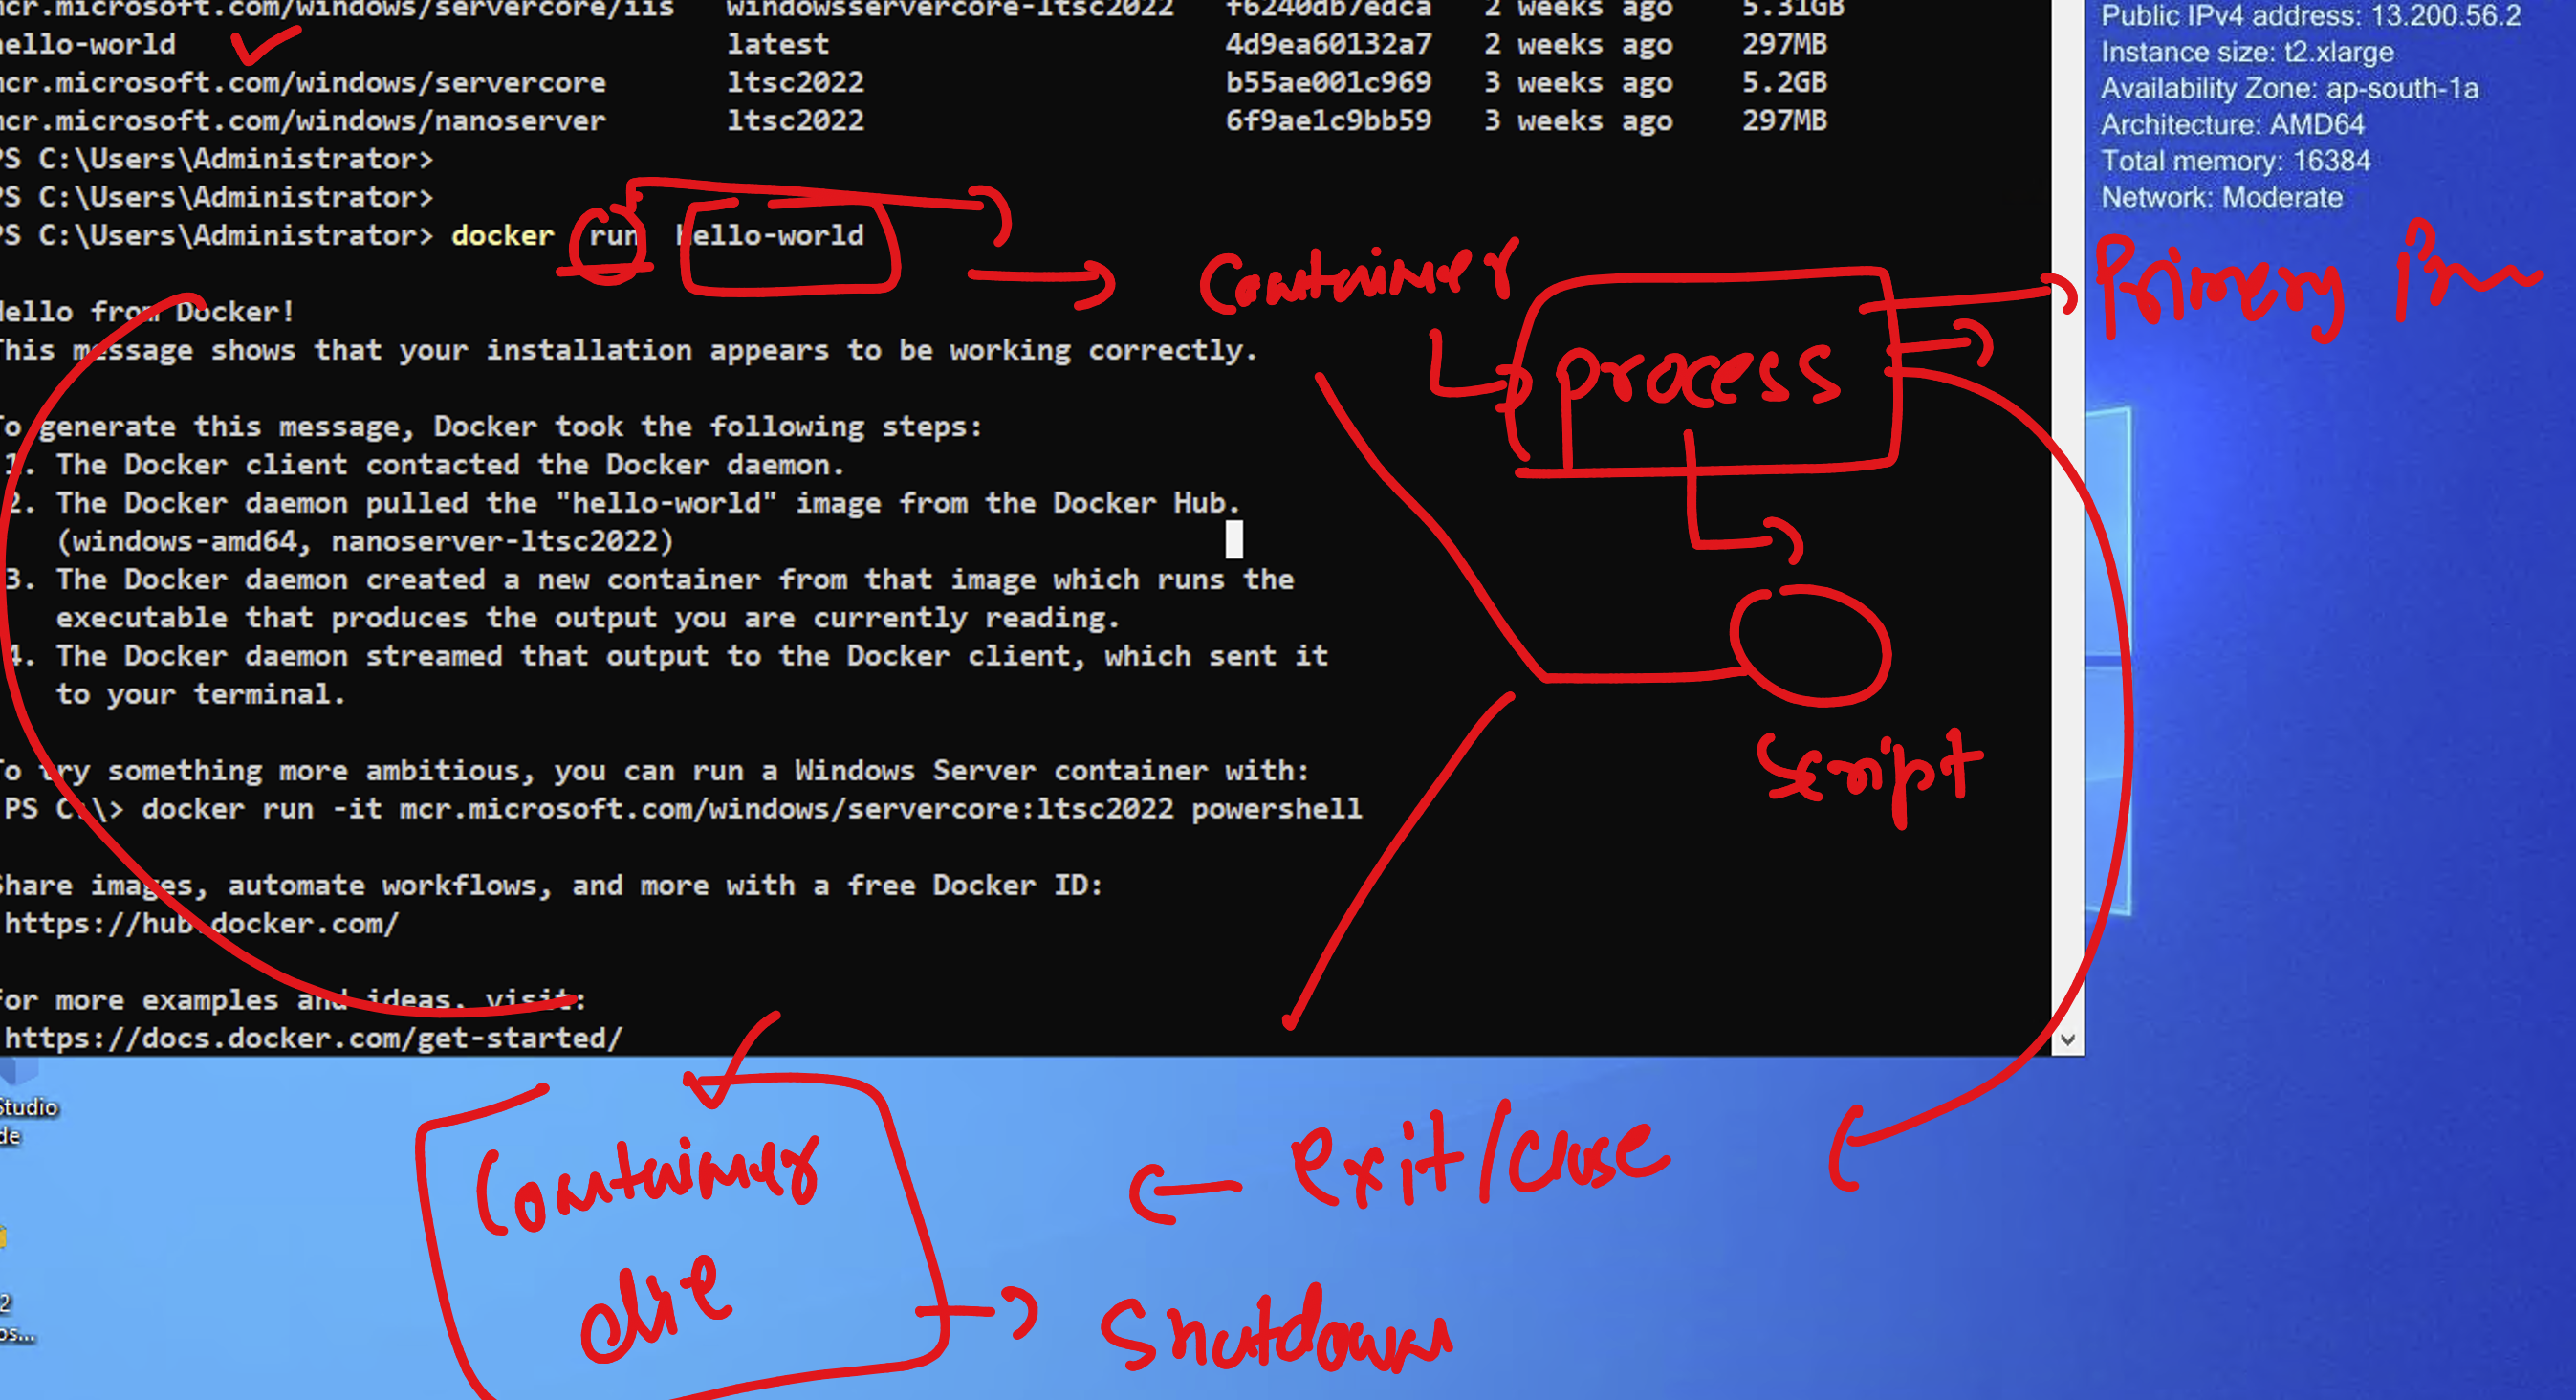 mcr.microsoft.com/windows/servercore/iis windowsservercore-ltsc2022 f6240db7edca 2 weeks ago 5.31GB
ello-world latest 4d9ea60132a7 2 weeks ago 297MB
mcr.microsoft.com/windows/servercore ltsc2022 b55ae001c969 3 weeks ago 5.2GB
mcr.microsoft.com/windows/nanoserver ltsc2022 6f9ae1c9bb59 3 weeks ago 297MB
PS C:\Users\Administrator>
PS C:\Users\Administrator>
PS C:\Users\Administrator> docker run hello-world
Hello from Docker!
This message shows that your installation appears to be working correctly.
To generate this message, Docker took the following steps:
1. The Docker client contacted the Docker daemon.
2. The Docker daemon pulled the "hello-world" image from the Docker Hub.
(windows-amd64, nanoserver-ltsc2022)
3. The Docker daemon created a new container from that image which runs the
executable that produces the output you are currently reading.
4. The Docker daemon streamed that output to the Docker client, which sent it
to your terminal.
To try something more ambitious, you can run a Windows Server container with:
PS C:\> docker run -it mcr.microsoft.com/windows/servercore:ltsc2022 powershell
Share images, automate workflows, and more with a free Docker ID:
https://hub.docker.com/
For more examples and ideas, visit:
https://docs.docker.com/get-started/
Public IPv4 address: 13.200.56.2
Instance size: t2.xlarge
Availability Zone: ap-south-1a
Architecture: AMD64
Total memory: 16384
Network: Moderate
Container
process
Primery
Script
exit/close
Container
die
Shutdown
Studio
de
2
os...